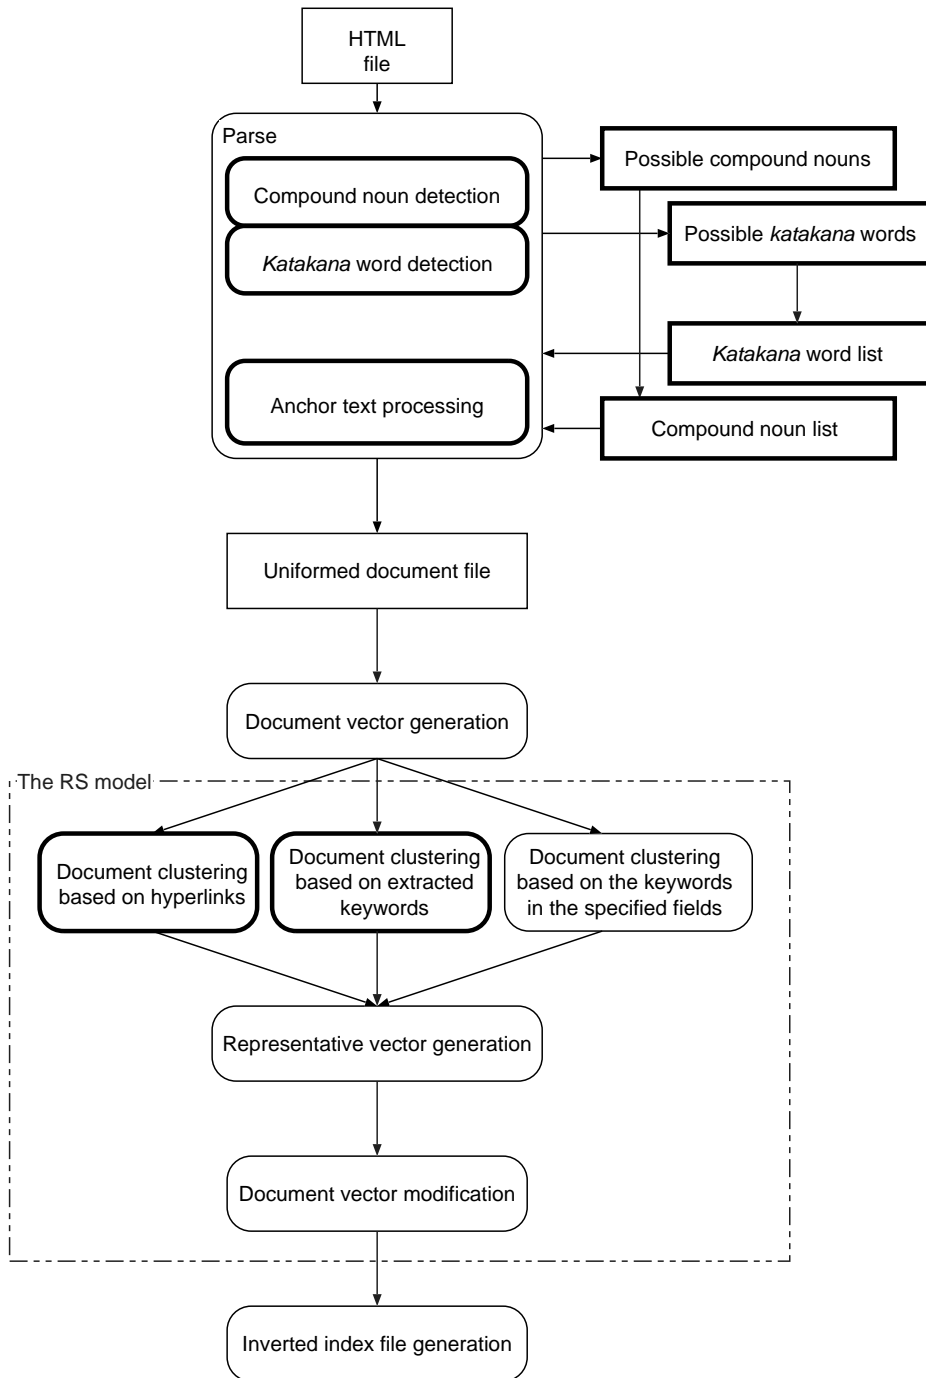 HTML
file
Parse
Compound noun detection
Possible compound nouns
Katakana word detection
Possible katakana words
Katakana word list
Anchor text processing
Compound noun list
Uniformed document file
Document vector generation
The RS model
Document clustering
based on hyperlinks
Document clustering
based on extracted
keywords
Document clustering
based on the keywords
in the specified fields
Representative vector generation
Document vector modification
Inverted index file generation